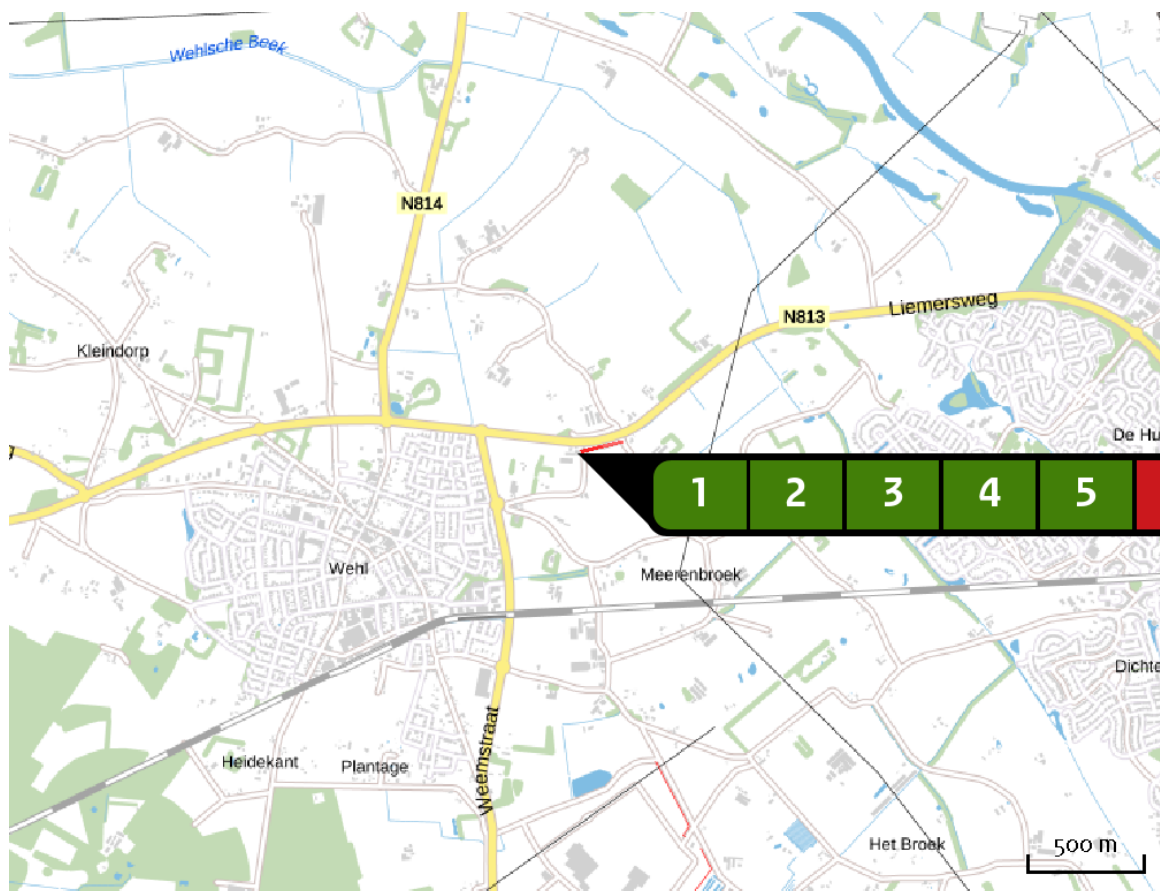 Wehlsche Beek
N814
Liemersweg
N813
Kleindorp
De Hu
1 2 3 4 5
Wehl
Meerenbroek
Dichte
Weemstraat
Heidekant
Plantage
Het Broek
500 m